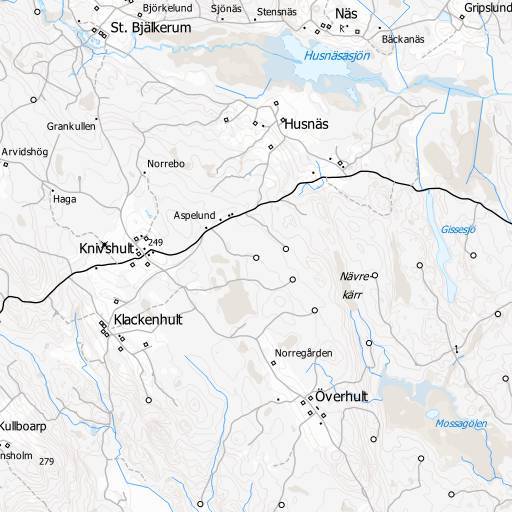 Björkelund
Sjönäs
Stensnäs
Näs
Gripslund
St. Bjälkerum
Bäckanäs
Husnäsasjön
Grankullen
Husnäs
Arvidshög
Norrebo
Haga
Aspelund
Gissesjö
Knivshult
249
Nävre-
kärr
Klackenhult
Norregården
Överhult
Mossagölen
Kullboarp
nsholm
279